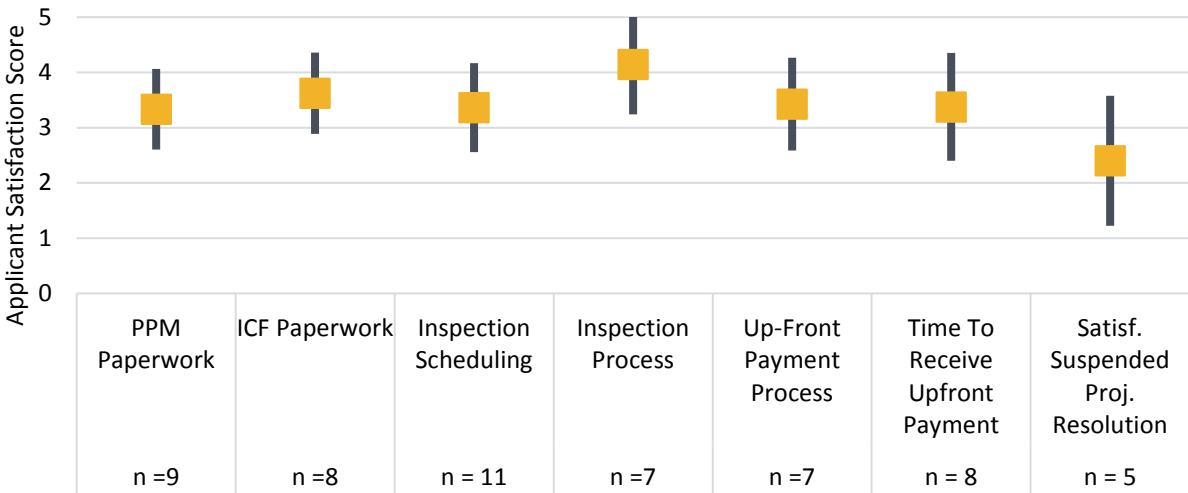 Applicant Satisfaction Score
5
4
3
2
1
0
PPM
Paperwork
n =9
ICF Paperwork
n =8
Inspection
Scheduling
n = 11
Inspection
Process
n =7
Up-Front
Payment
Process
n =7
Time To
Receive
Upfront
Payment
n = 8
Satisf.
Suspended
Proj.
Resolution
n = 5